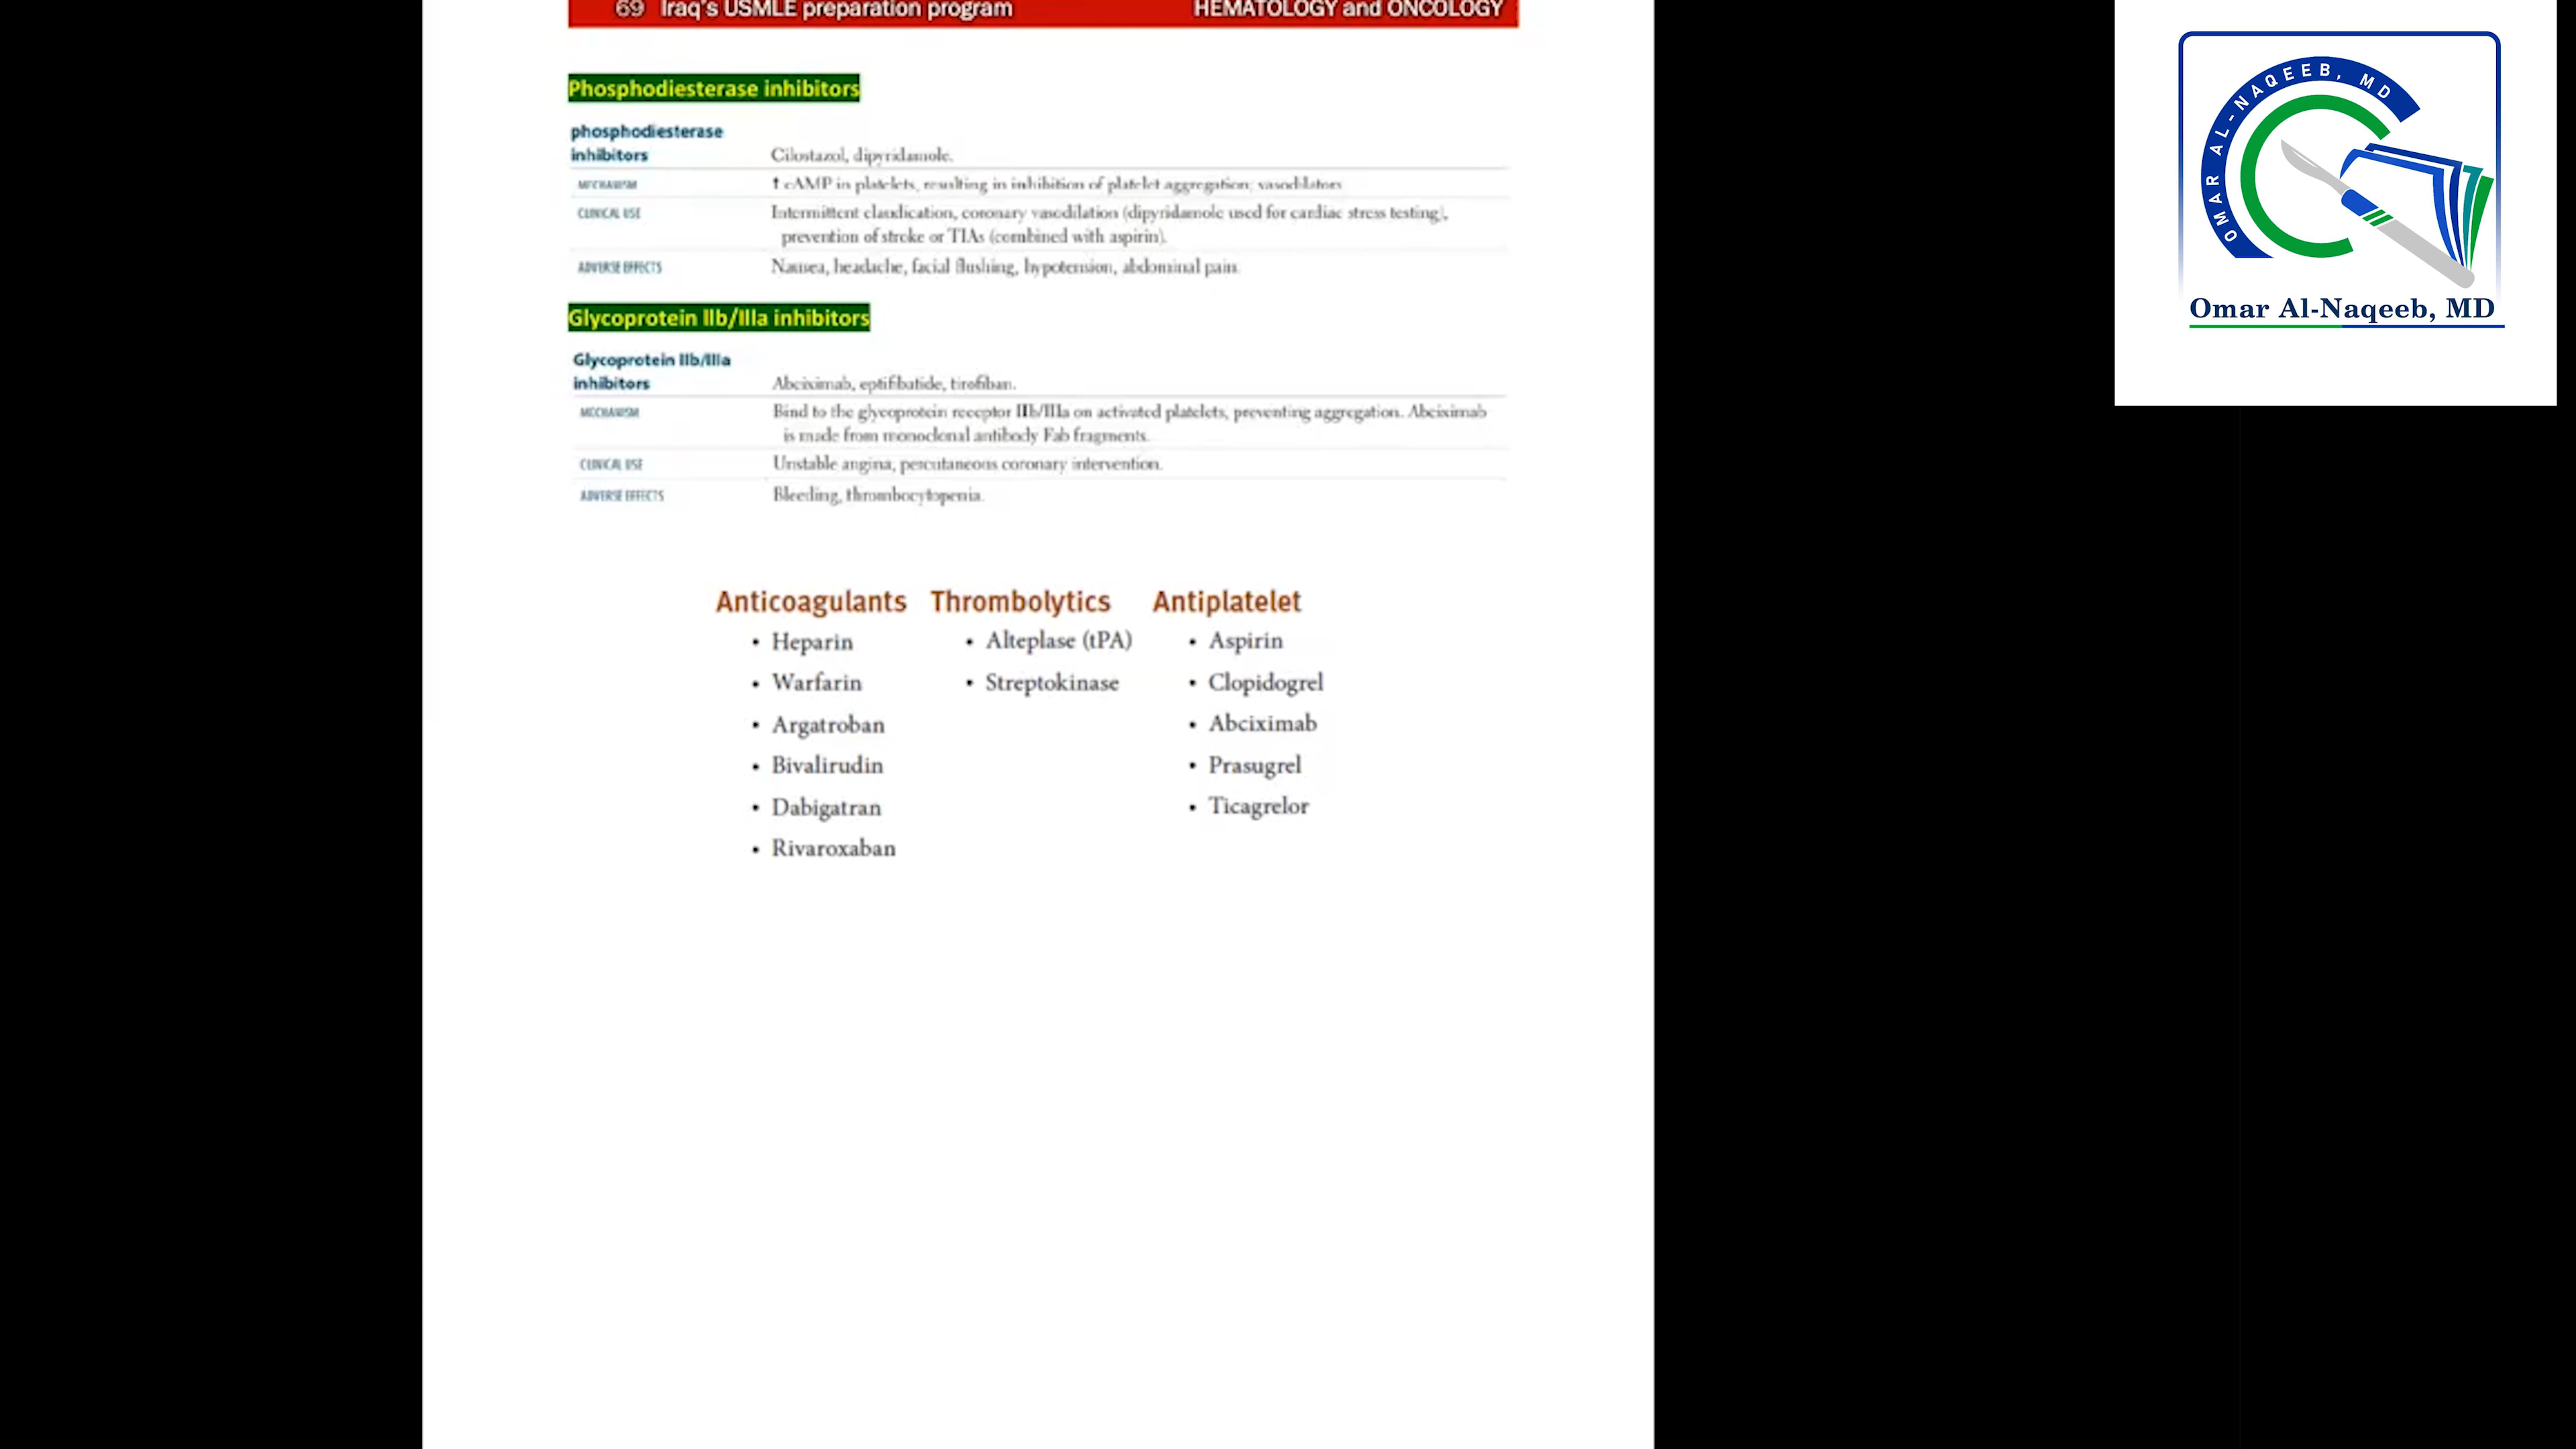 69 Iraq's USMLE preparation program HEMATOLOGY and ONCOLOGY
Phosphodiesterase inhibitors
phosphodiesterase
inhibitors Cilostazol, dipyridamole.
MECHANISM ↑ cAMP in platelets, resulting in inhibition of platelet aggregation; vasodilators
CLINICAL USE Intermittent claudication, coronary vasodilation (dipyridamole used for cardiac stress testing),
prevention of stroke or TIAs (combined with aspirin).
ADVERSE EFFECTS Nausea, headache, facial flushing, hypotension, abdominal pain.
Glycoprotein IIb/IIIa inhibitors
Glycoprotein IIb/IIIa
inhibitors Abciximab, eptifibatide, tirofiban.
MECHANISM Bind to the glycoprotein receptor IIb/IIIa on activated platelets, preventing aggregation. Abciximab
is made from monoclonal antibody Fab fragments.
CLINICAL USE Unstable angina, percutaneous coronary intervention.
ADVERSE EFFECTS Bleeding, thrombocytopenia.
Anticoagulants Thrombolytics Antiplatelet
• Heparin • Alteplase (tPA) • Aspirin
• Warfarin • Streptokinase • Clopidogrel
• Argatroban • Abciximab
• Bivalirudin • Prasugrel
• Dabigatran • Ticagrelor
• Rivaroxaban
OMAR AL-NAQEEB, MD
Omar Al-Naqeeb, MD